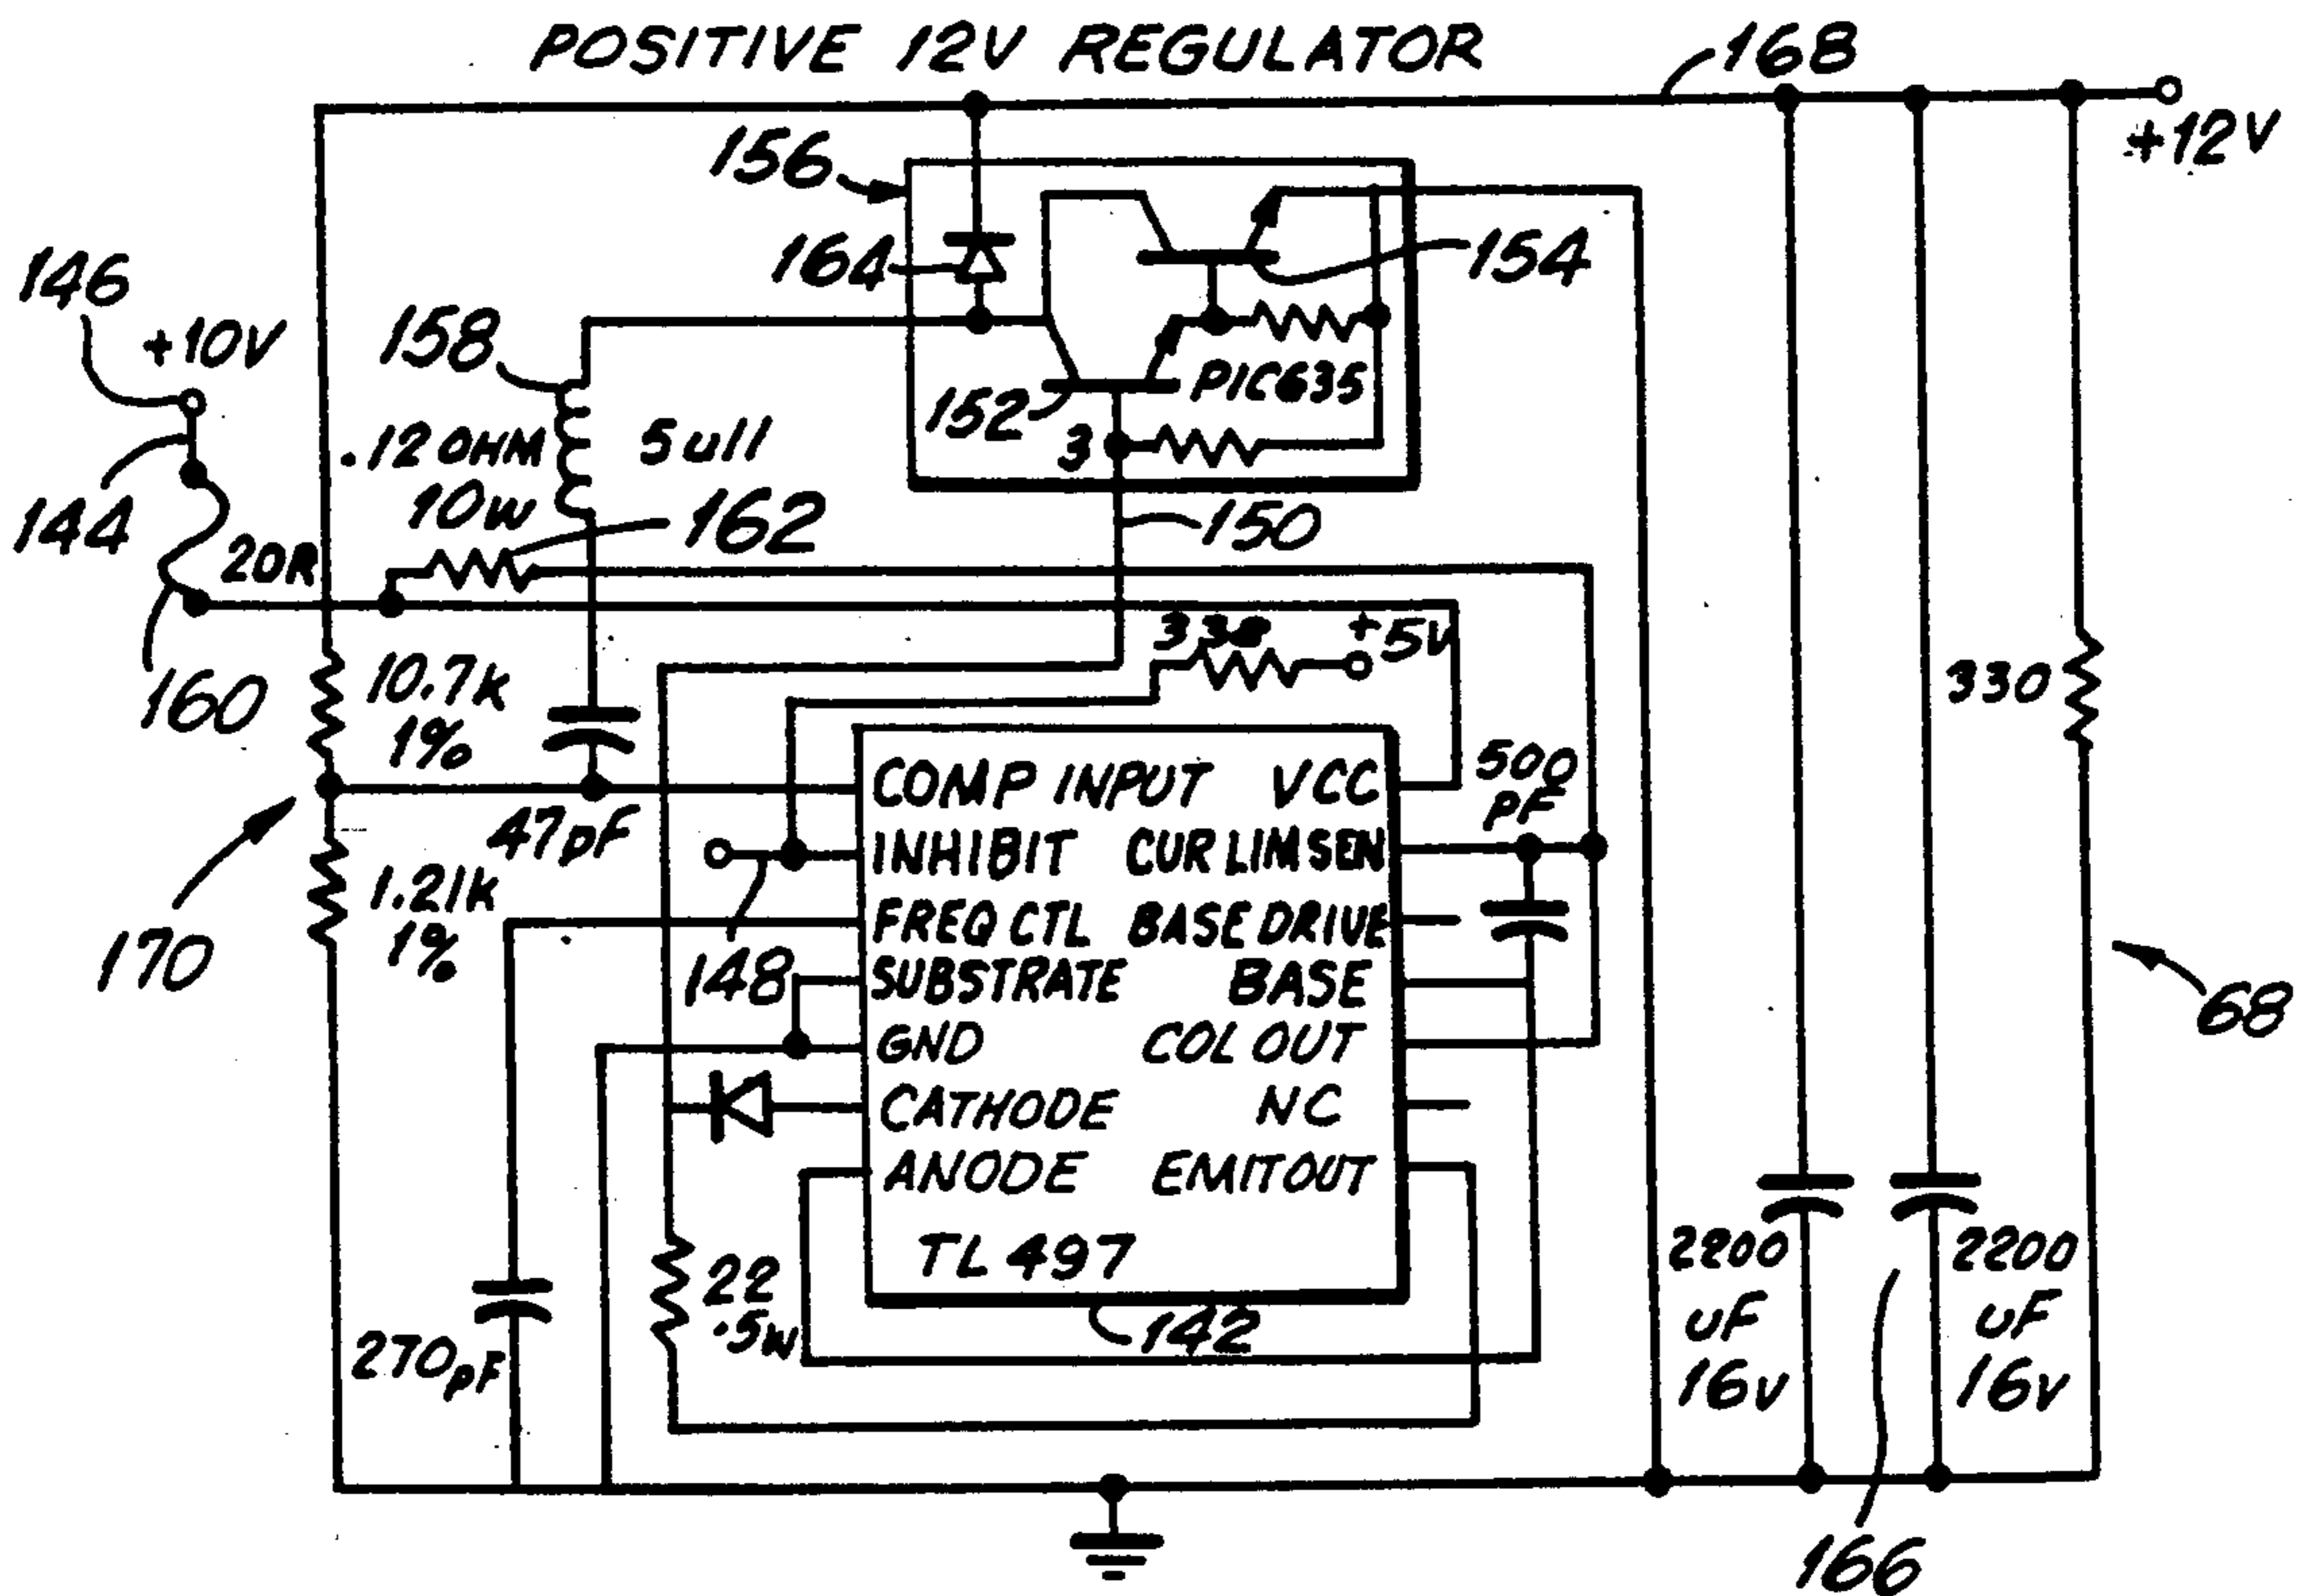 POSITIVE 12V REGULATOR
168
+12V
156
164
154
146
+10V
158
152
PIC635
3
.12 OHM
10W
5ull
162
150
144
20R
160
10.7K
1%
+5V
330
47pF
1.21K
1%
170
148
COMP INPUT VCC
INHIBIT CUR LIM SEN
FREQ CTL BASE DRIVE
SUBSTRATE BASE
GND COL OUT
CATHODE NC
ANODE EMIT OUT
TL 497
142
500
pF
68
22
.5W
270pF
2200
uF
16V
2200
uF
16V
166